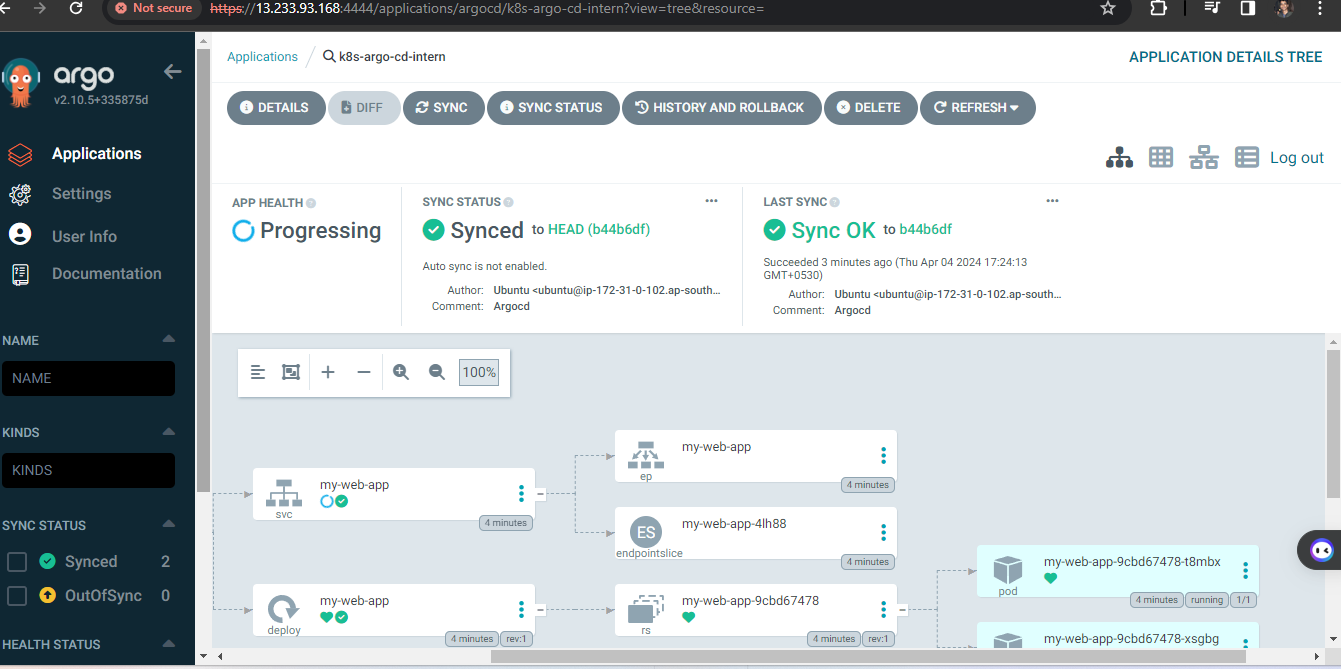 Not secure
https://13.233.93.168:4444/applications/argocd/k8s-argo-cd-intern?view=tree&resource=
argo
v2.10.5+335875d
Applications
Settings
User Info
Documentation
NAME
NAME
KINDS
KINDS
SYNC STATUS
Synced 2
OutOfSync 0
HEALTH STATUS
Applications / k8s-argo-cd-intern
APPLICATION DETAILS TREE
DETAILS DIFF SYNC SYNC STATUS HISTORY AND ROLLBACK DELETE REFRESH
Log out
APP HEALTH
Progressing
SYNC STATUS
Synced to HEAD (b44b6df)
Auto sync is not enabled.
Author: Ubuntu <ubuntu@ip-172-31-0-102.ap-south...
Comment: Argocd
LAST SYNC
Sync OK to b44b6df
Succeeded 3 minutes ago (Thu Apr 04 2024 17:24:13
GMT+0530)
Author: Ubuntu <ubuntu@ip-172-31-0-102.ap-south...
Comment: Argocd
100%
my-web-app
svc
4 minutes
my-web-app
ep
4 minutes
ES
my-web-app-4lh88
endpointslice
4 minutes
my-web-app
deploy
4 minutes rev:1
my-web-app-9cbd67478
rs
4 minutes rev:1
my-web-app-9cbd67478-t8mbx
pod
4 minutes running 1/1
my-web-app-9cbd67478-xsgbg